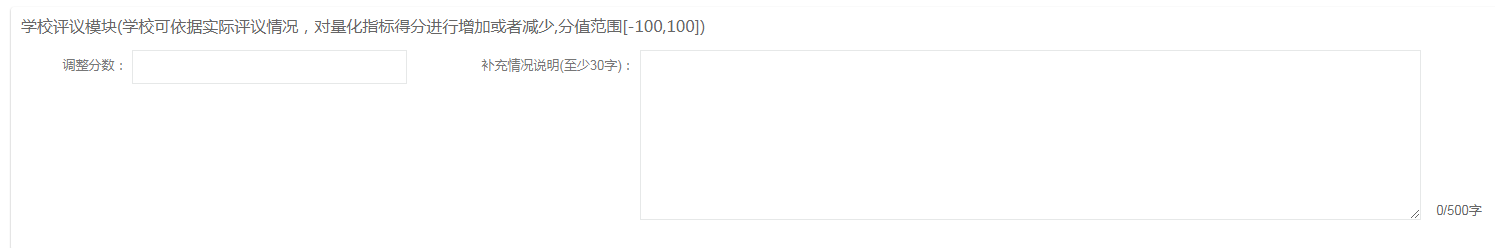 学校评议模块(学校可依据实际评议情况，对量化指标得分进行增加或者减少,分值范围[-100,100])
调整分数： 补充情况说明(至少30字)：
0/500字